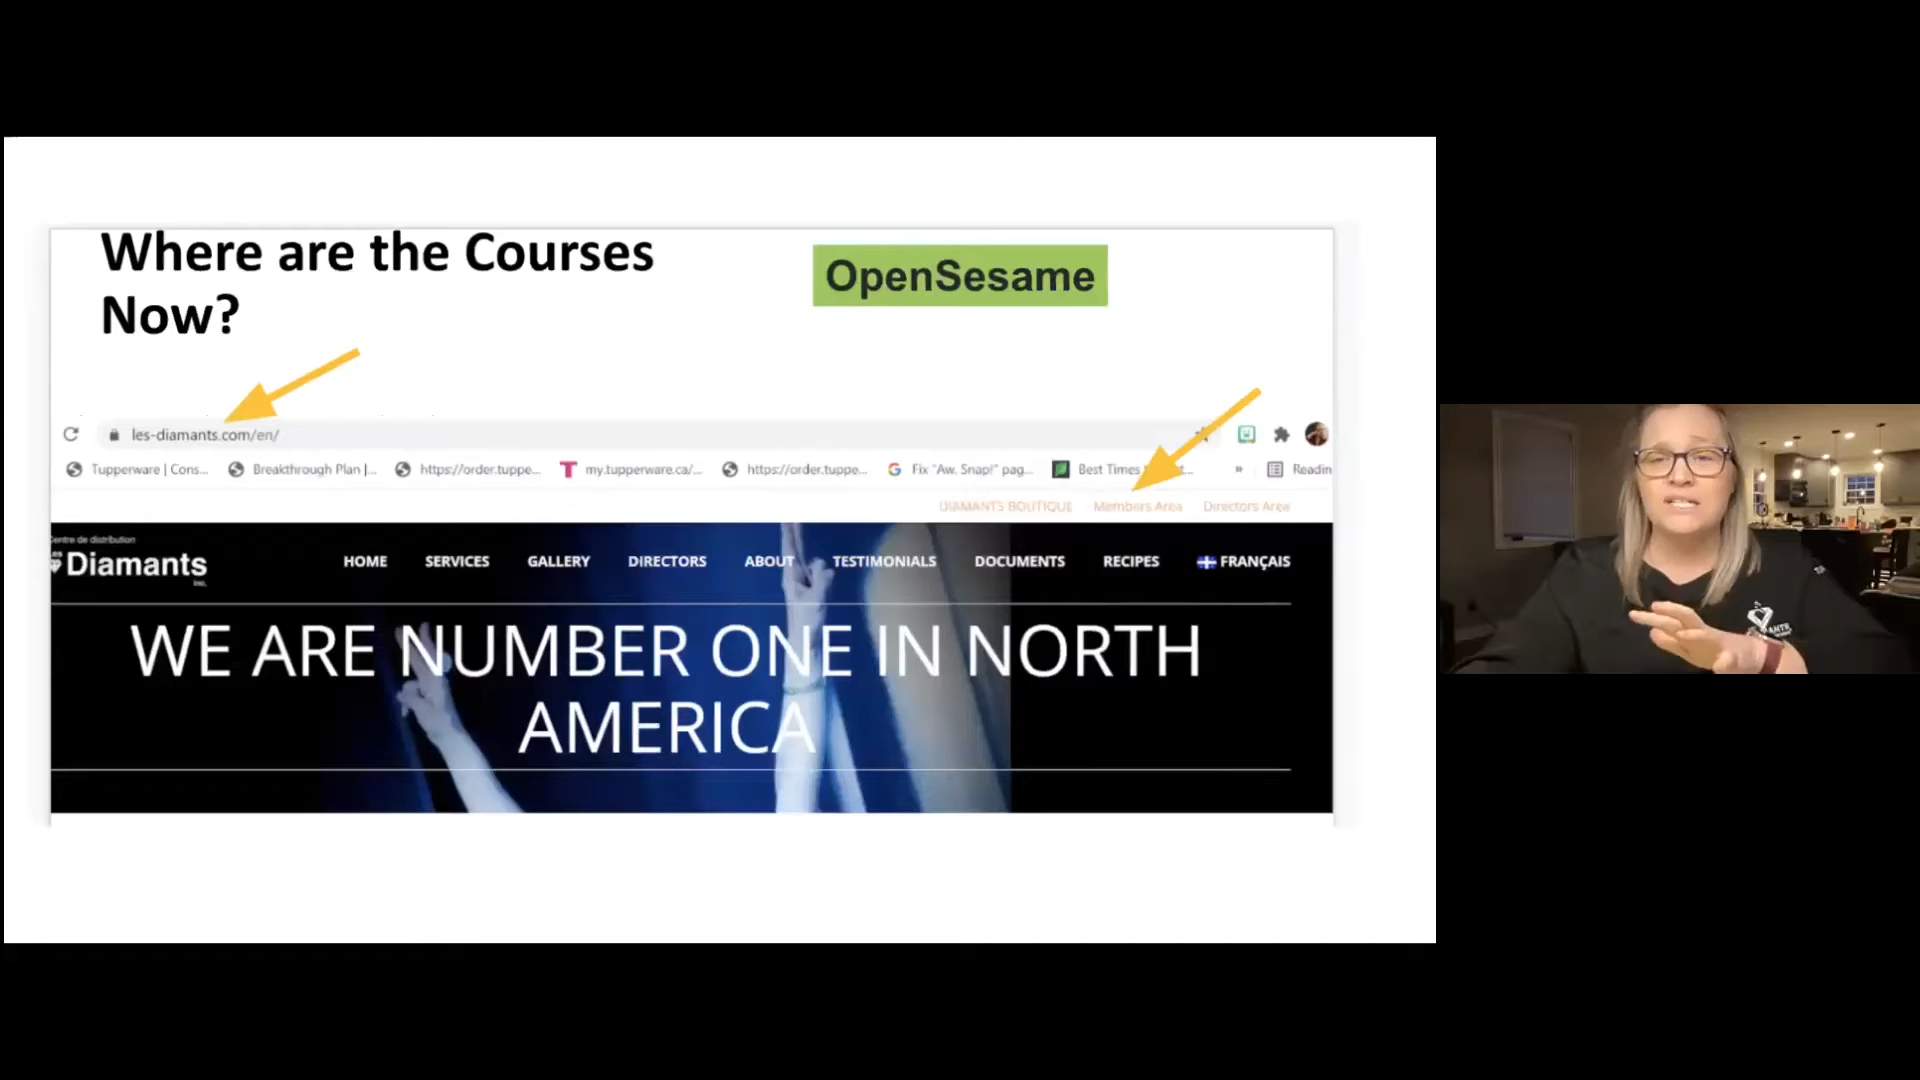 Where are the Courses
Now?
OpenSesame
les-diamants.com/en/
Tupperware | Cons... Breakthrough Plan |... https://order.tuppe... my.tupperware.ca/... https://order.tuppe... Fix "Aw, Snap!" pag... Best Times » Readin
DIAMANTS BOUTIQUE Members Area Directors Area
entre de distribution
Diamants
inc.
HOME SERVICES GALLERY DIRECTORS ABOUT TESTIMONIALS DOCUMENTS RECIPES FRANÇAIS
WE ARE NUMBER ONE IN NORTH
AMERICA